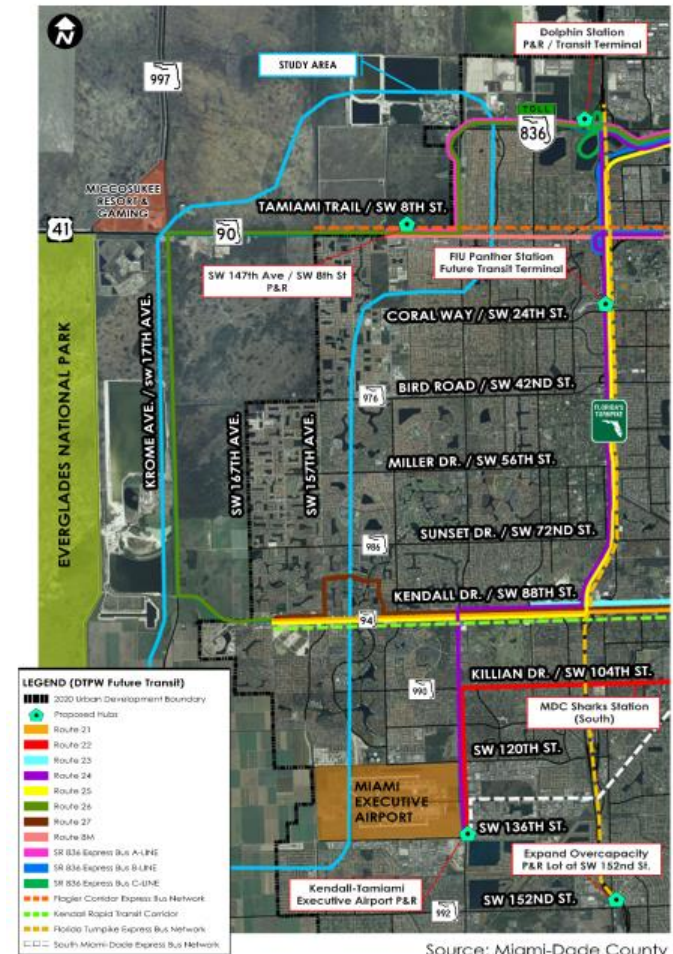 N
Dolphin Station
P&R / Transit Terminal
STUDY AREA
997
TOLL
836
MICCOSUKEE
RESORT &
GAMING
TAMIAMI TRAIL / SW 8TH ST.
41
90
FIU Panther Station
Future Transit Terminal
SW 147th Ave / SW 8th St
P&R
CORAL WAY / SW 24TH ST.
EVERGLADES NATIONAL PARK
KROME AVE. / SW 17TH AVE.
SW 167TH AVE.
SW 157TH AVE.
976
BIRD ROAD / SW 42ND ST.
FLORIDA'S
TURNPIKE
MILLER DR. / SW 56TH ST.
986
SUNSET DR. / SW 72ND ST.
KENDALL DR. / SW 88TH ST.
94
KILLIAN DR. / SW 104TH ST.
990
MDC Sharks Station
(South)
SW 120TH ST.
MIAMI
EXECUTIVE
AIRPORT
SW 136TH ST.
Expand Overcapacity
P&R Lot at SW 152nd St.
Kendall-Tamiami
Executive Airport P&R
992
SW 152ND ST.
LEGEND (DTPW Future Transit)
2020 Urban Development Boundary
Proposed Hubs
Route 21
Route 22
Route 23
Route 24
Route 25
Route 26
Route 27
Route 8M
SR 836 Express Bus A-LINE
SR 836 Express Bus B-LINE
SR 836 Express Bus C-LINE
Flagler Corridor Express Bus Network
Kendall Rapid Transit Corridor
Florida Turnpike Express Bus Network
South Miami-Dade Express Bus Network
Source: Miami-Dade County